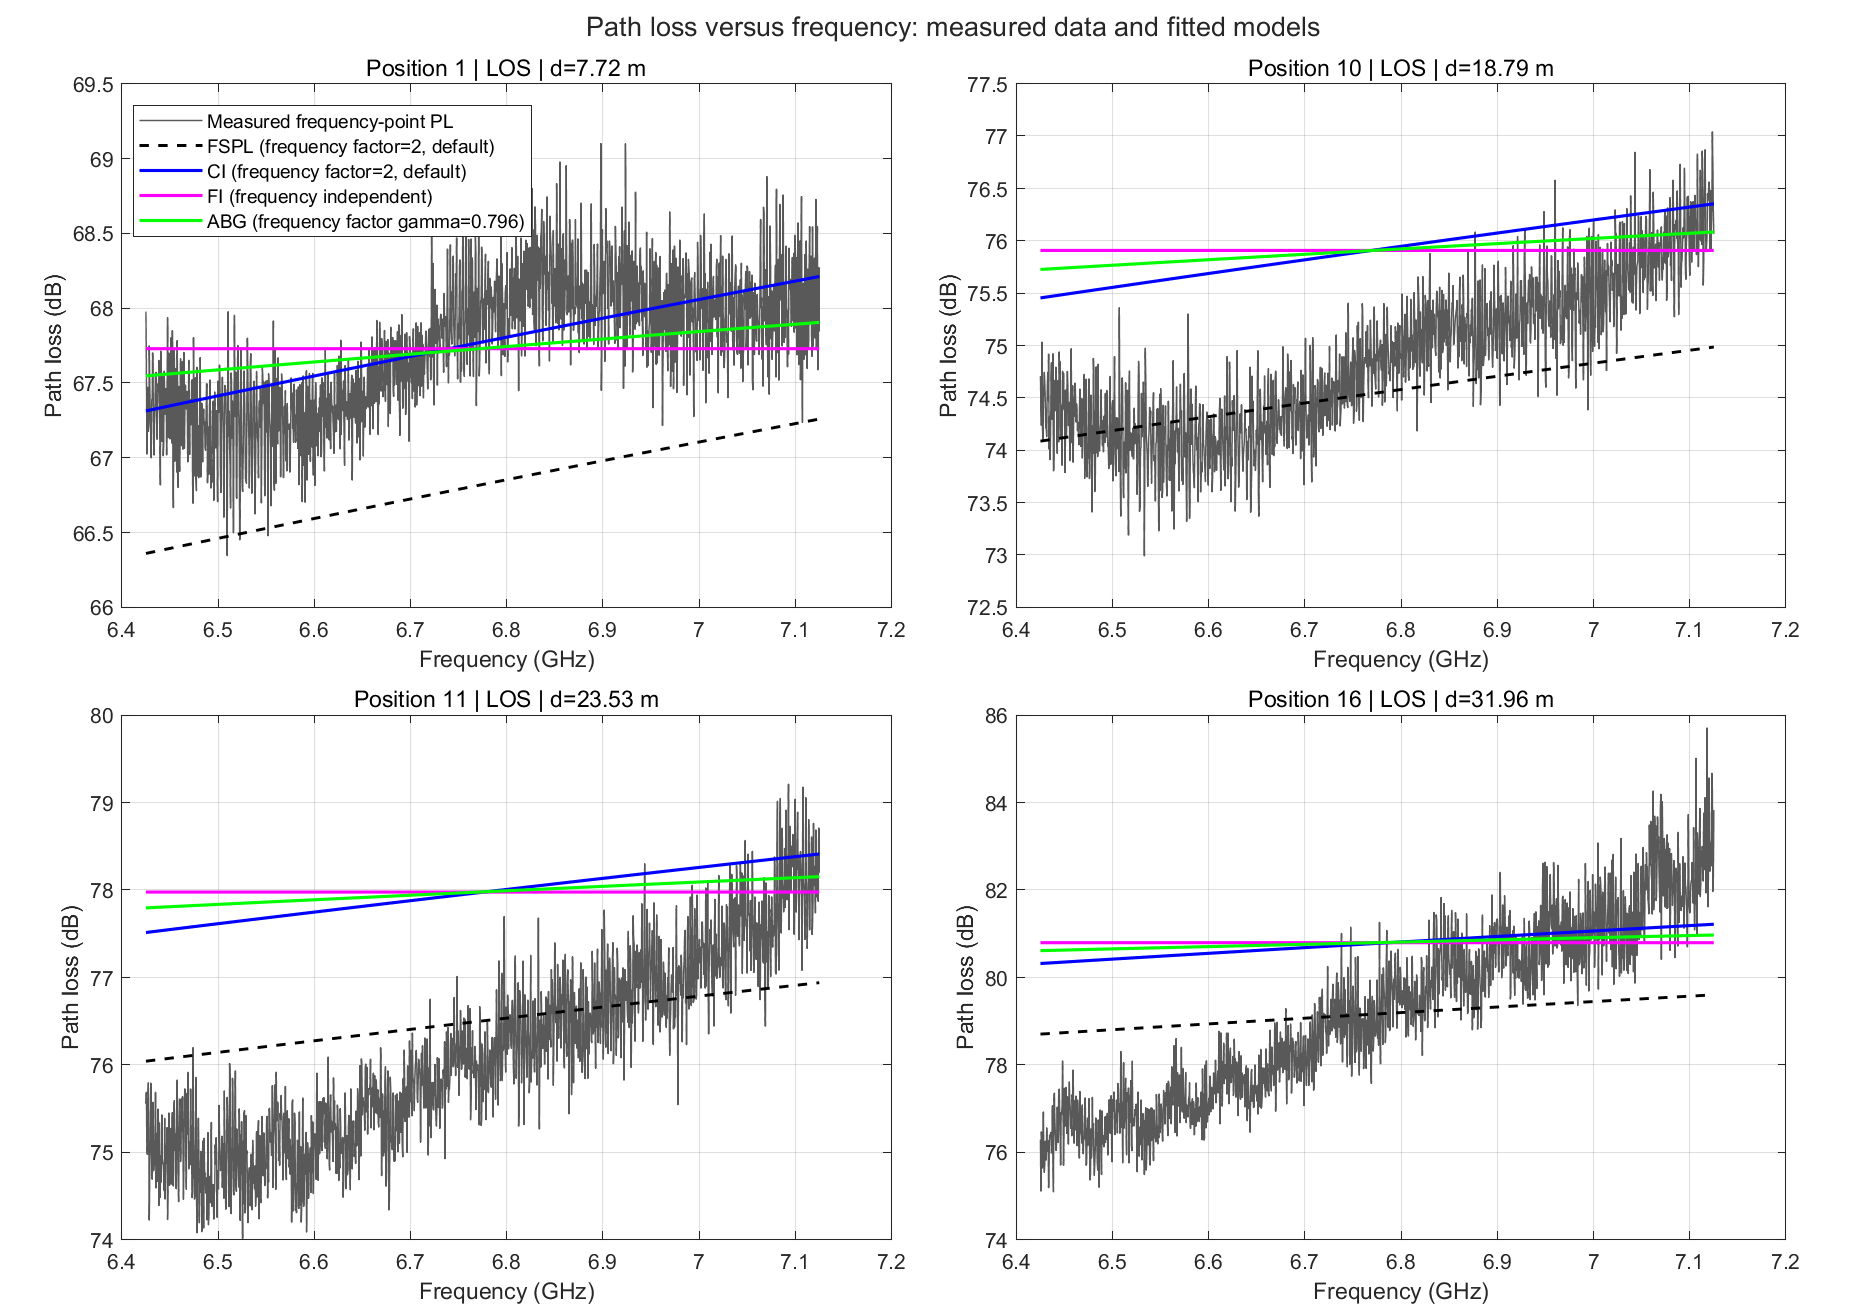 Path loss versus frequency: measured data and fitted models
Position 1 | LOS | d=7.72 m
69.5
69
68.5
68
67.5
67
66.5
66
Path loss (dB)
Measured frequency-point PL
FSPL (frequency factor=2, default)
CI (frequency factor=2, default)
FI (frequency independent)
ABG (frequency factor gamma=0.796)
6.4 6.5 6.6 6.7 6.8 6.9 7 7.1 7.2
Frequency (GHz)
Position 10 | LOS | d=18.79 m
77.5
77
76.5
76
75.5
75
74.5
74
73.5
73
72.5
Path loss (dB)
6.4 6.5 6.6 6.7 6.8 6.9 7 7.1 7.2
Frequency (GHz)
Position 11 | LOS | d=23.53 m
80
79
78
77
76
75
74
Path loss (dB)
6.4 6.5 6.6 6.7 6.8 6.9 7 7.1 7.2
Frequency (GHz)
Position 16 | LOS | d=31.96 m
86
84
82
80
78
76
74
Path loss (dB)
6.4 6.5 6.6 6.7 6.8 6.9 7 7.1 7.2
Frequency (GHz)